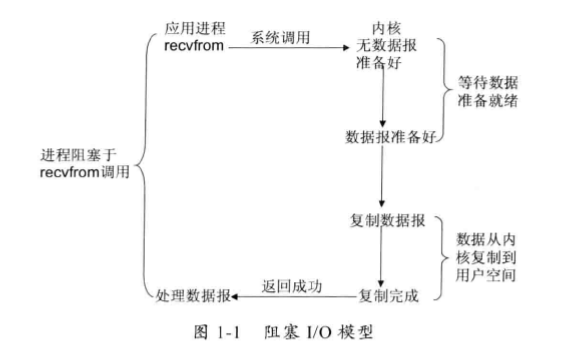 应用进程
recvfrom
系统调用
内核
无数据报
准备好
等待数据
准备就绪
数据报准备好
进程阻塞于
recvfrom调用
复制数据报
数据从内
核复制到
用户空间
处理数据报
返回成功
复制完成
图 1-1 阻塞 I/O 模型